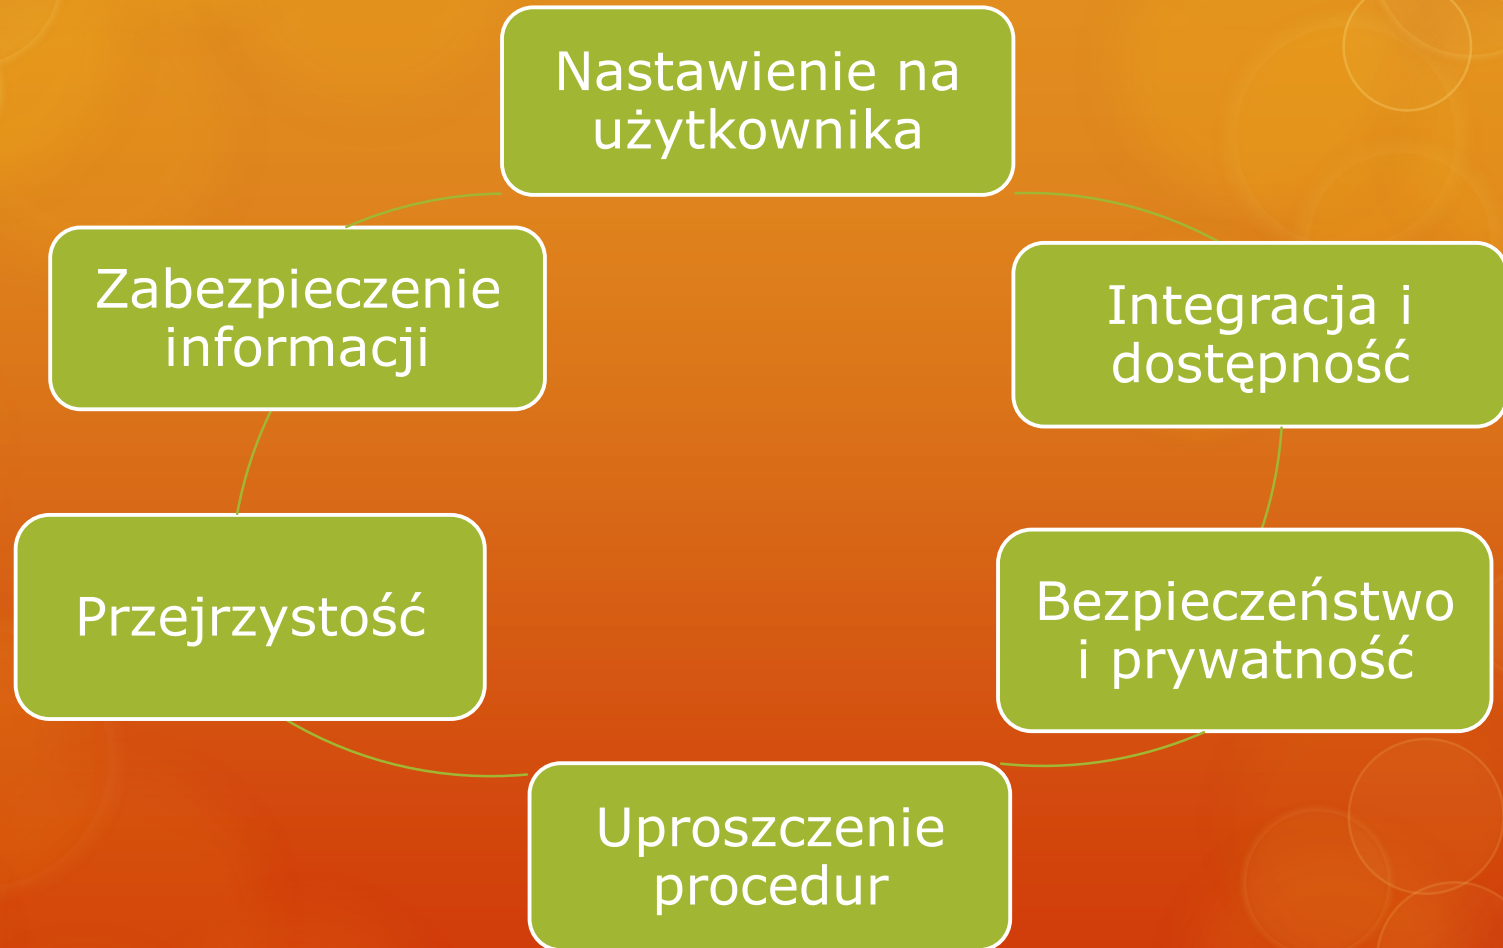 Nastawienie na
użytkownika
Zabezpieczenie
informacji
Integracja i
dostępność
Przejrzystość
Bezpieczeństwo
i prywatność
Uproszczenie
procedur